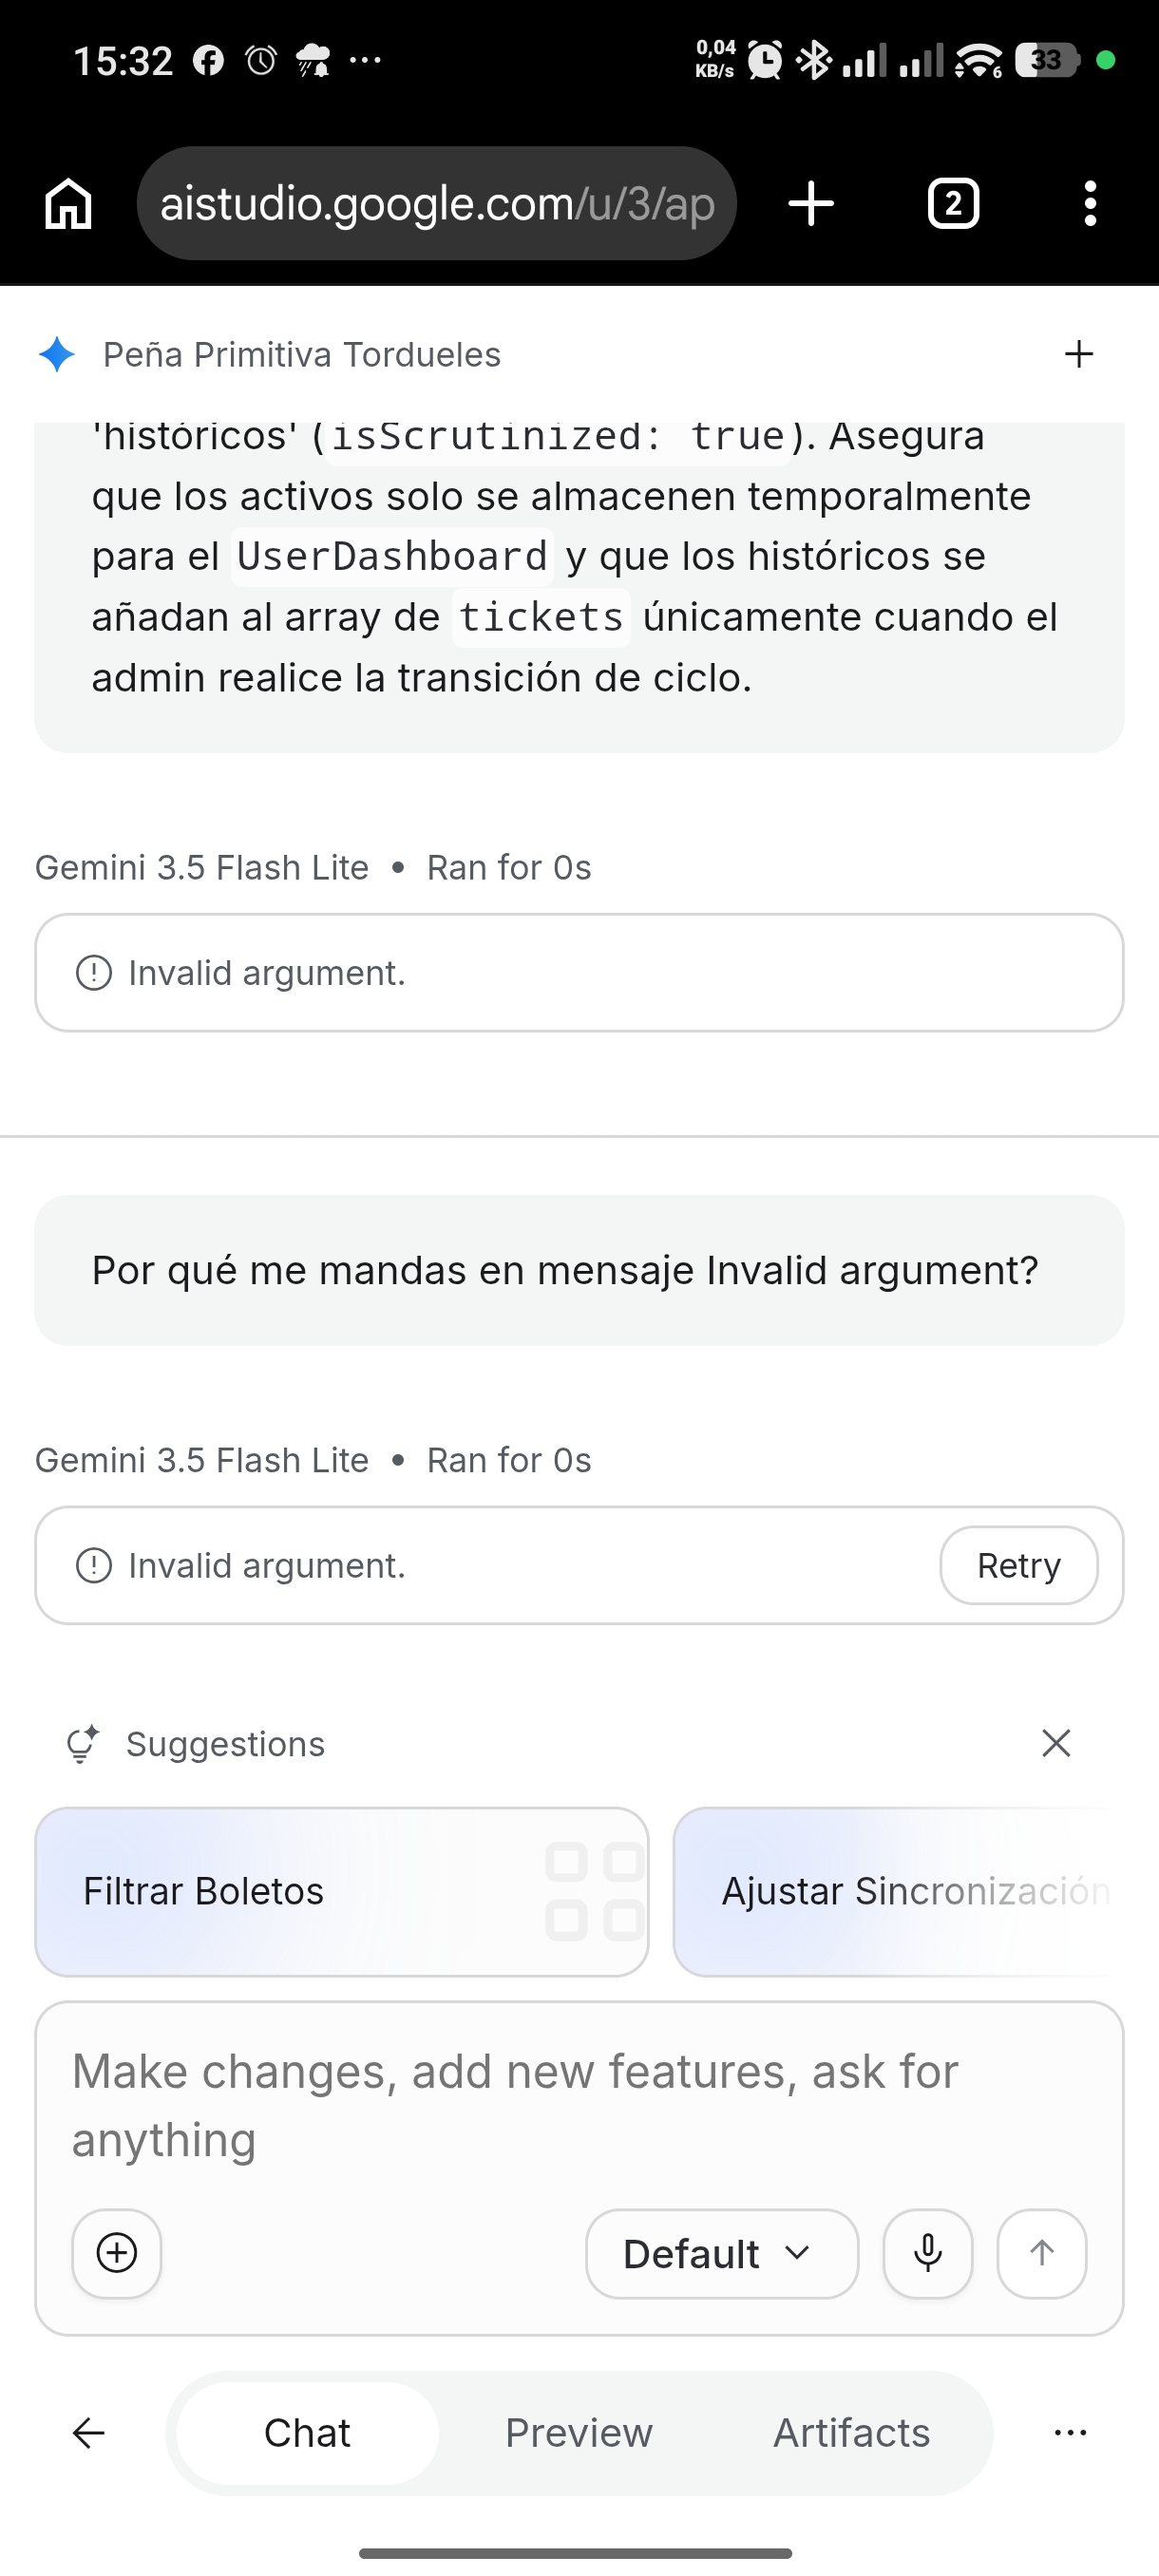 15:32
0,04
KB/s
6
33
aistudio.google.com/u/3/ap
2
Peña Primitiva Tordueles
'históricos' (isScrutinized: true). Asegura
que los activos solo se almacenen temporalmente
para el UserDashboard y que los históricos se
añadan al array de tickets únicamente cuando el
admin realice la transición de ciclo.
Gemini 3.5 Flash Lite • Ran for 0s
Invalid argument.
Por qué me mandas en mensaje Invalid argument?
Gemini 3.5 Flash Lite • Ran for 0s
Invalid argument.
Retry
Suggestions
Filtrar Boletos
Ajustar Sincronización
Make changes, add new features, ask for
anything
Default
Chat
Preview
Artifacts